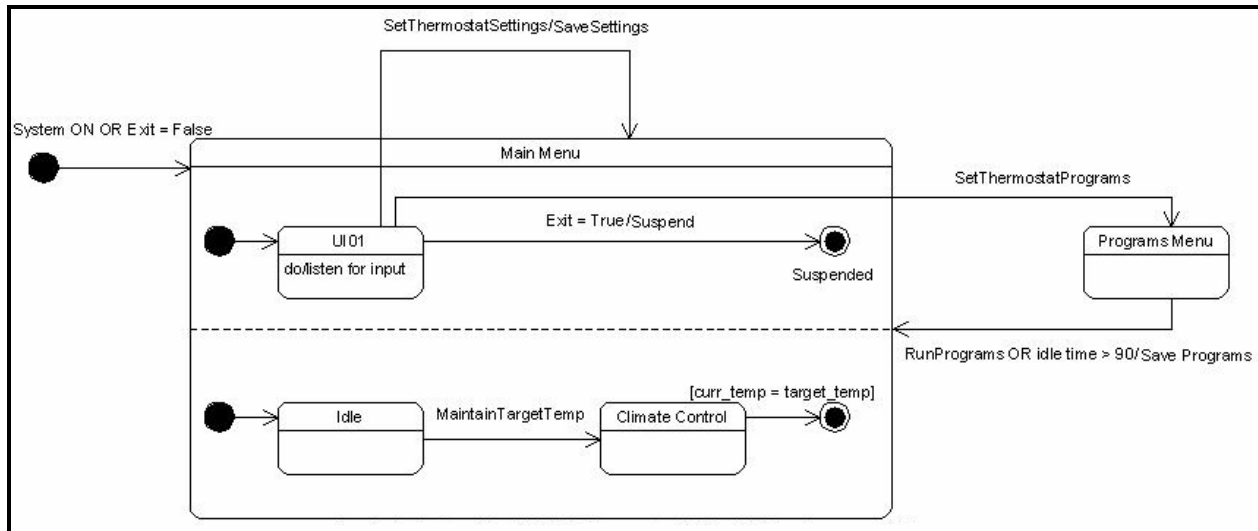 SetThermostatSettings/SaveSettings
System ON OR Exit = False
Main Menu
SetThermostatPrograms
Exit = True/Suspend
UI01
do/listen for input
Suspended
Programs Menu
RunPrograms OR idle time > 90/Save Programs
[curr_temp = target_temp]
Idle
MaintainTargetTemp
Climate Control